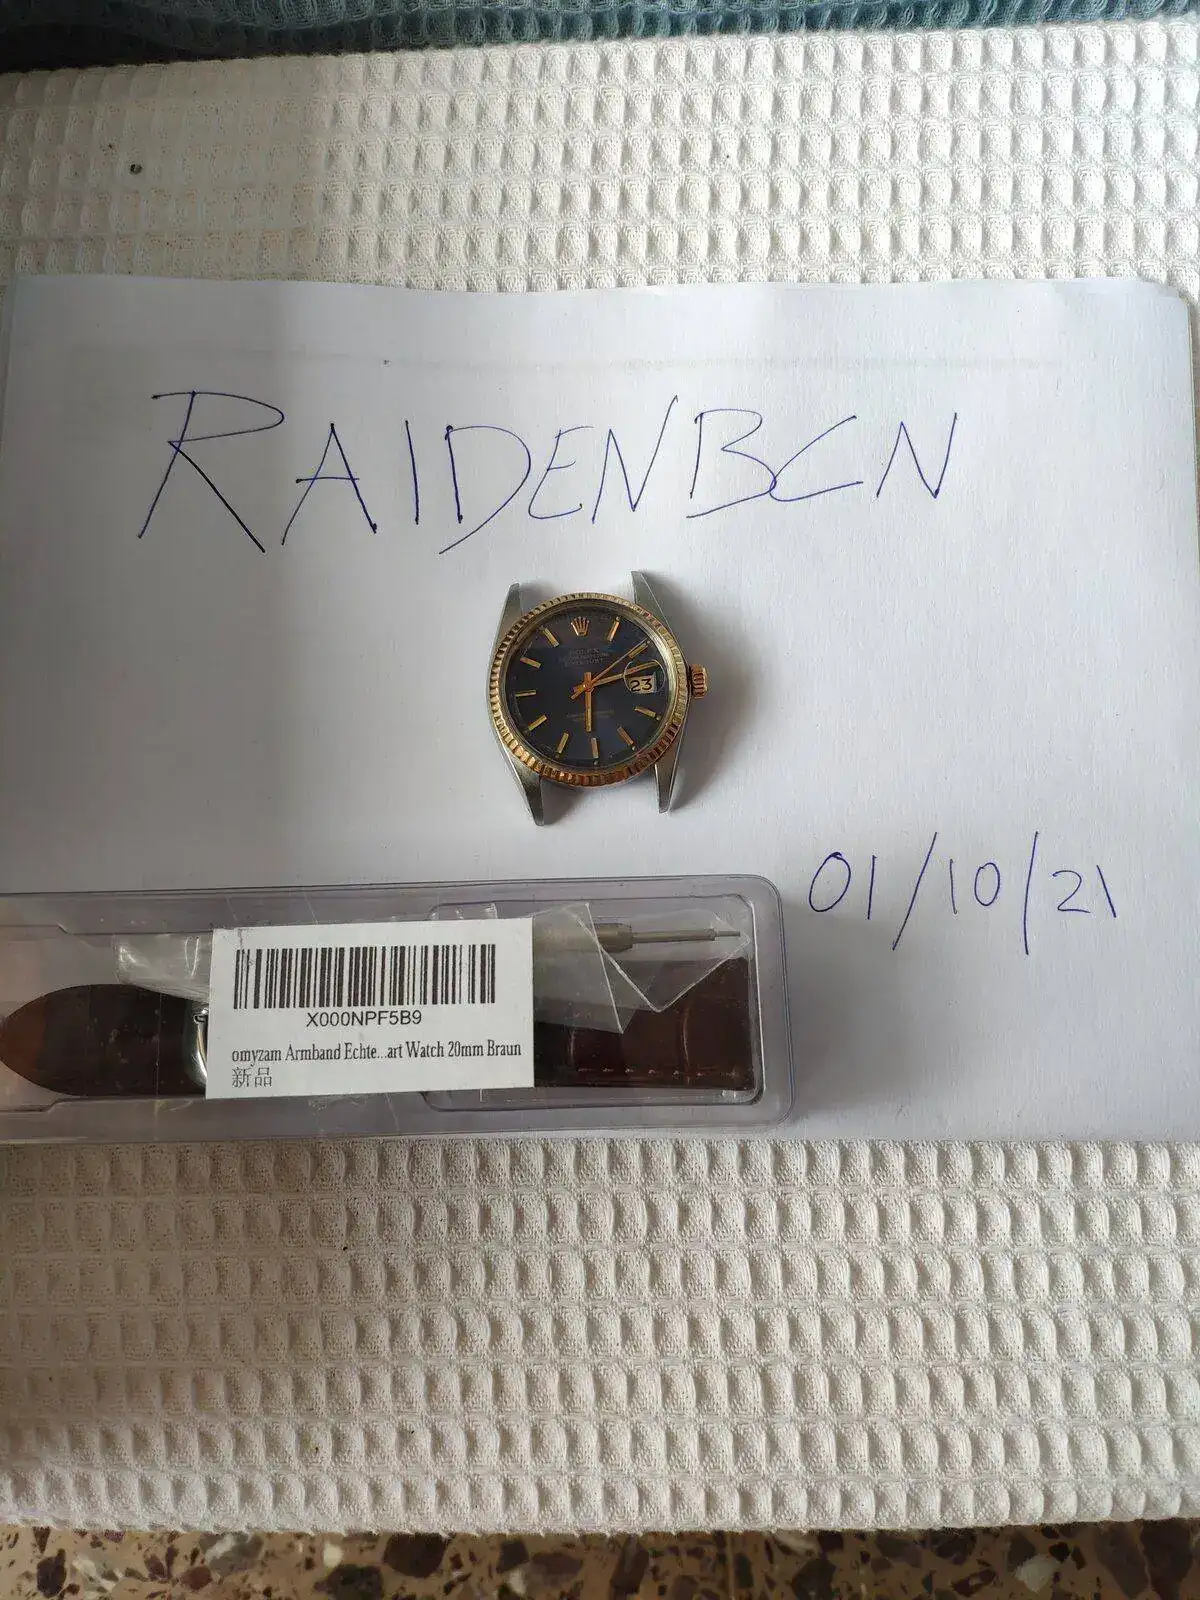 RAIDENBCN
ROLEX
23
01/10/21
X000NPF5B9
omyzam Armband Echte...art Watch 20mm Braun
新品